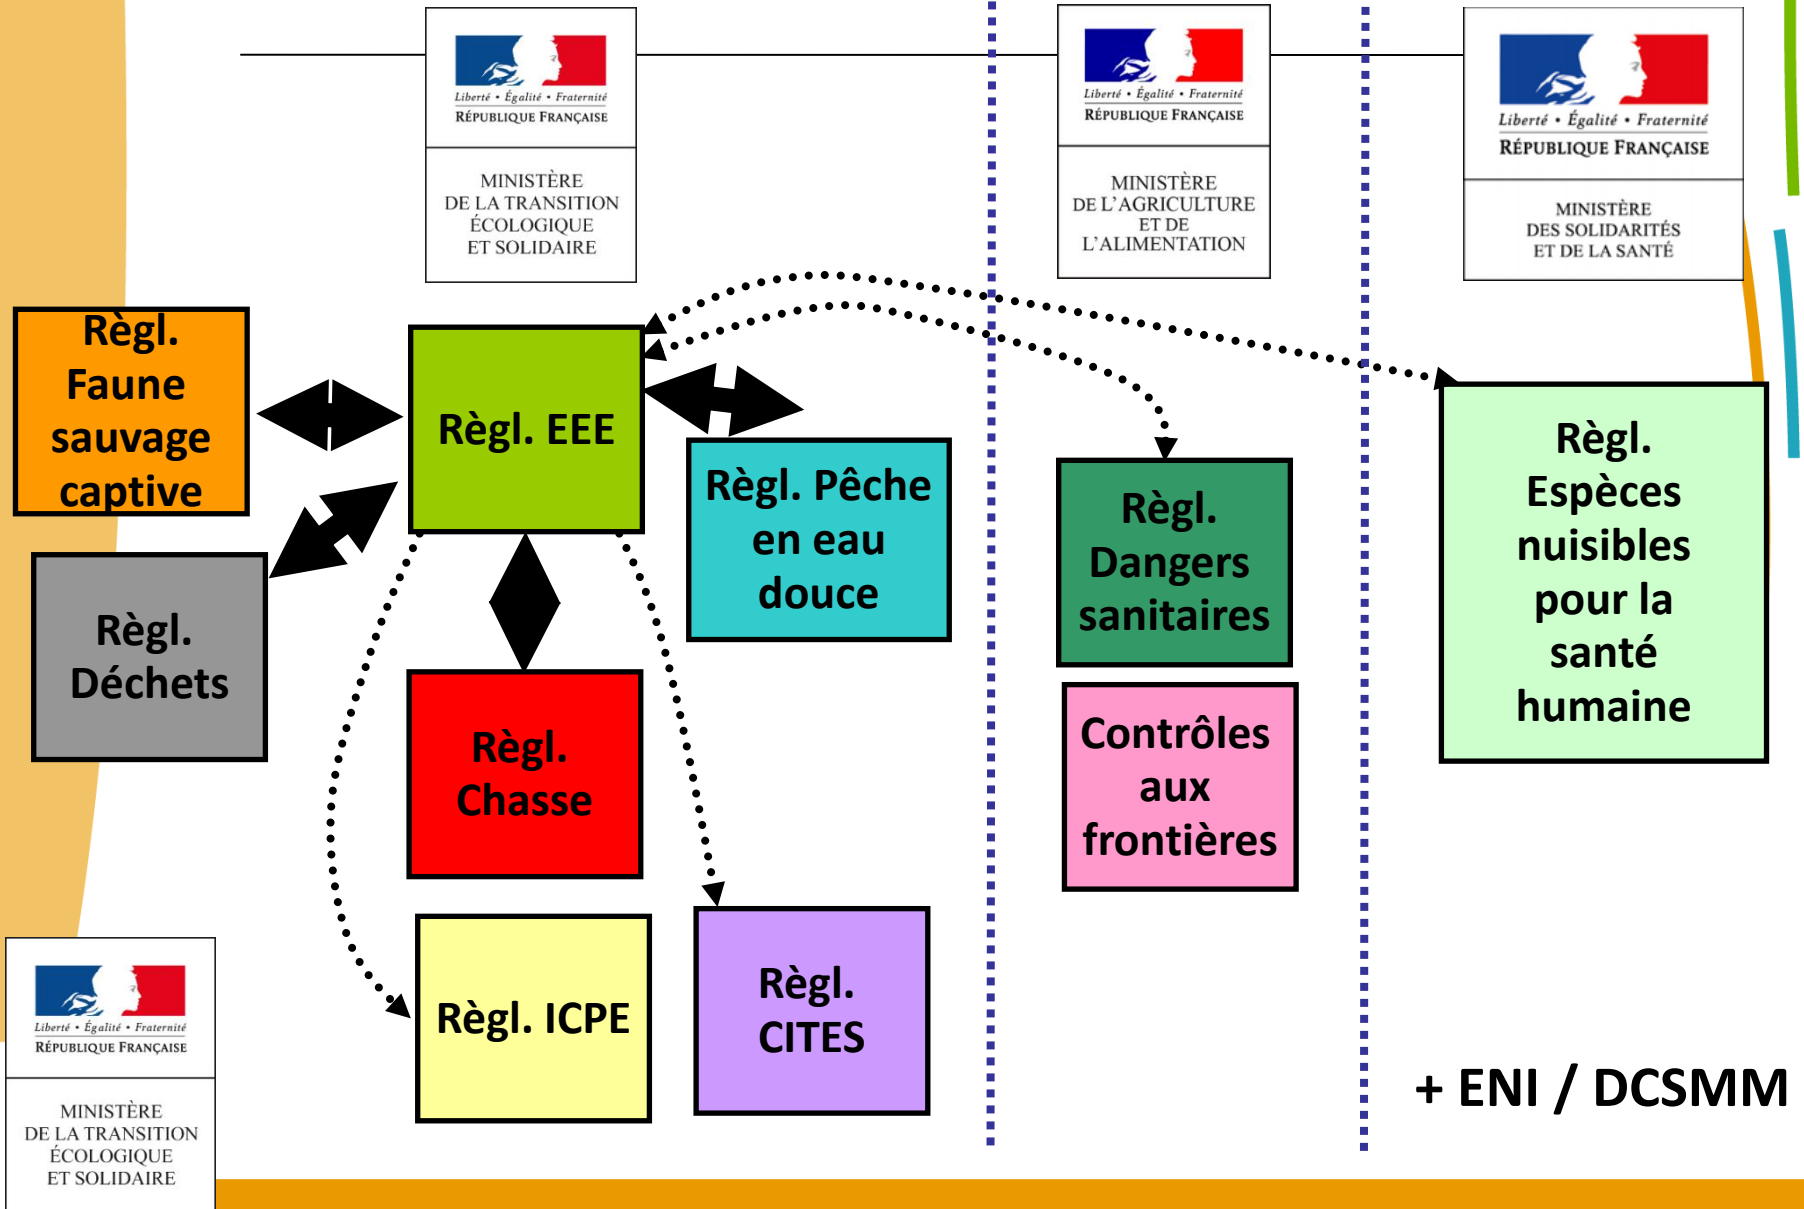 Liberté • Égalité • Fraternité
RÉPUBLIQUE FRANÇAISE
MINISTÈRE
DE LA TRANSITION
ÉCOLOGIQUE
ET SOLIDAIRE
Liberté • Égalité • Fraternité
RÉPUBLIQUE FRANÇAISE
MINISTÈRE
DE L'AGRICULTURE
ET DE
L'ALIMENTATION
Liberté • Égalité • Fraternité
RÉPUBLIQUE FRANÇAISE
MINISTÈRE
DES SOLIDARITÉS
ET DE LA SANTÉ
Règl.
Faune
sauvage
captive
Règl. EEE
Règl. Pêche
en eau
douce
Règl.
Dangers
sanitaires
Règl.
Espèces
nuisibles
pour la
santé
humaine
Règl.
Déchets
Règl.
Chasse
Contrôles
aux
frontières
Règl. ICPE
Règl.
CITES
+ ENI / DCSMM
Liberté • Égalité • Fraternité
RÉPUBLIQUE FRANÇAISE
MINISTÈRE
DE LA TRANSITION
ÉCOLOGIQUE
ET SOLIDAIRE